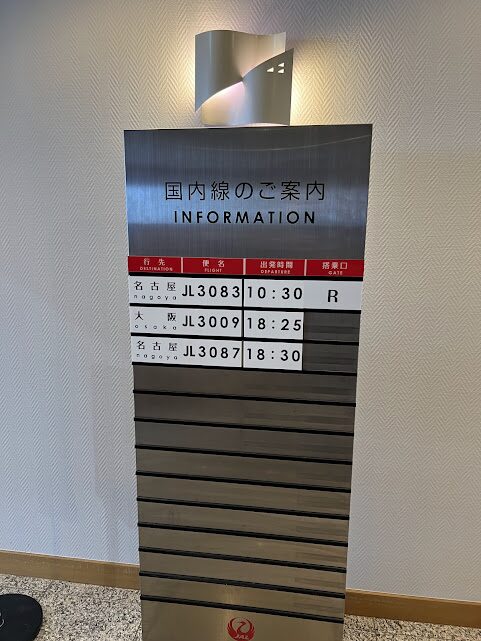 国内線のご案内
INFORMATION
行先 便名 出発時間 搭乗口
DESTINATION FLIGHT DEPARTURE GATE
名古屋 JL3083 10:30 R
nagoya
大阪 JL3009 18:25
osaka
名古屋 JL3087 18:30
nagoya
JAL